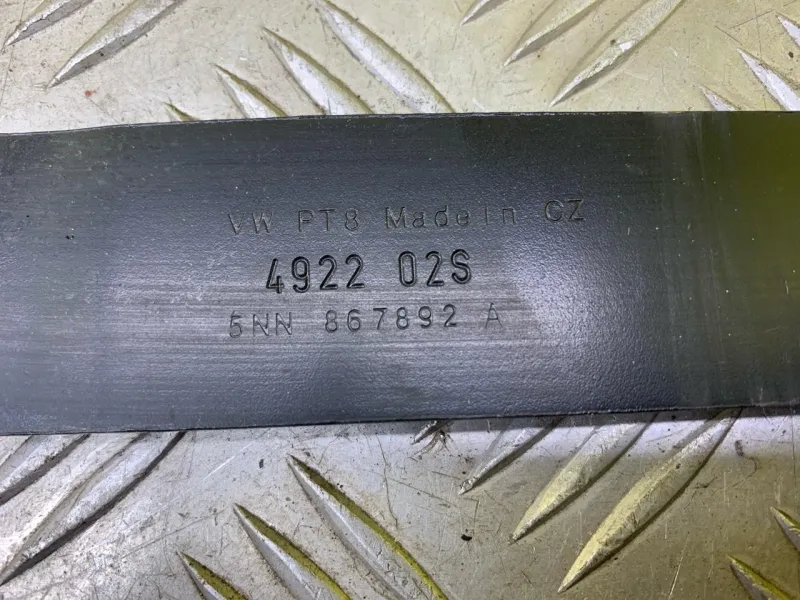 VW PT8 Made in CZ
4922 02S
5NN 867892 A